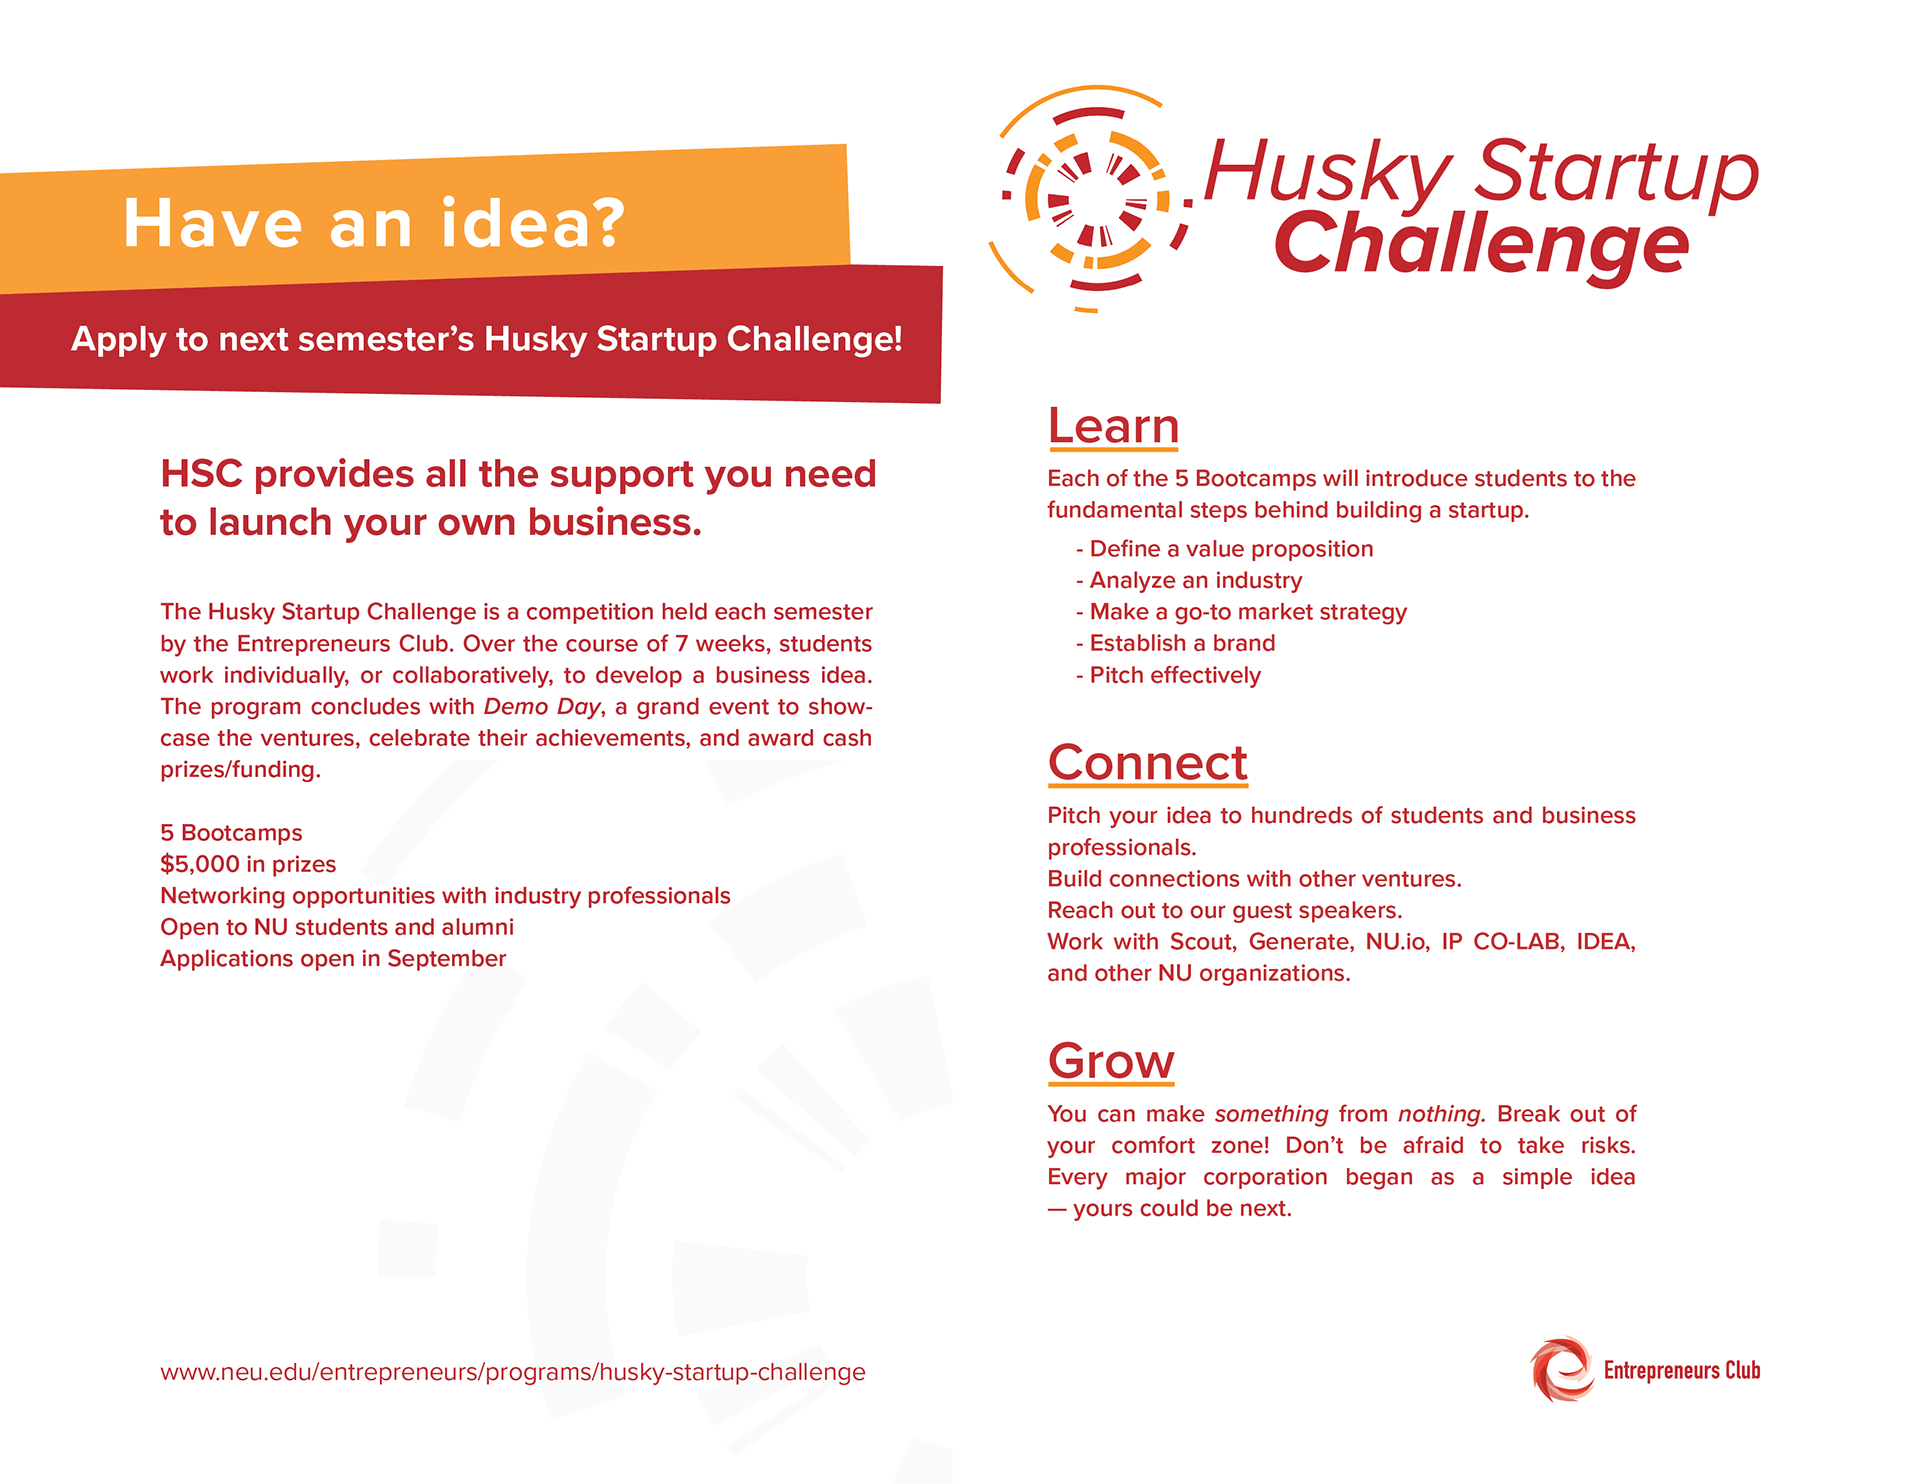 Have an idea?
Apply to next semester’s Husky Startup Challenge!
HSC provides all the support you need
to launch your own business.
The Husky Startup Challenge is a competition held each semester
by the Entrepreneurs Club. Over the course of 7 weeks, students
work individually, or collaboratively, to develop a business idea.
The program concludes with Demo Day, a grand event to show-
case the ventures, celebrate their achievements, and award cash
prizes/funding.
5 Bootcamps
$5,000 in prizes
Networking opportunities with industry professionals
Open to NU students and alumni
Applications open in September
www.neu.edu/entrepreneurs/programs/husky-startup-challenge
Husky Startup
Challenge
Learn
Each of the 5 Bootcamps will introduce students to the
fundamental steps behind building a startup.
- Define a value proposition
- Analyze an industry
- Make a go-to market strategy
- Establish a brand
- Pitch effectively
Connect
Pitch your idea to hundreds of students and business
professionals.
Build connections with other ventures.
Reach out to our guest speakers.
Work with Scout, Generate, NU.io, IP CO-LAB, IDEA,
and other NU organizations.
Grow
You can make something from nothing. Break out of
your comfort zone! Don’t be afraid to take risks.
Every major corporation began as a simple idea
— yours could be next.
Entrepreneurs Club